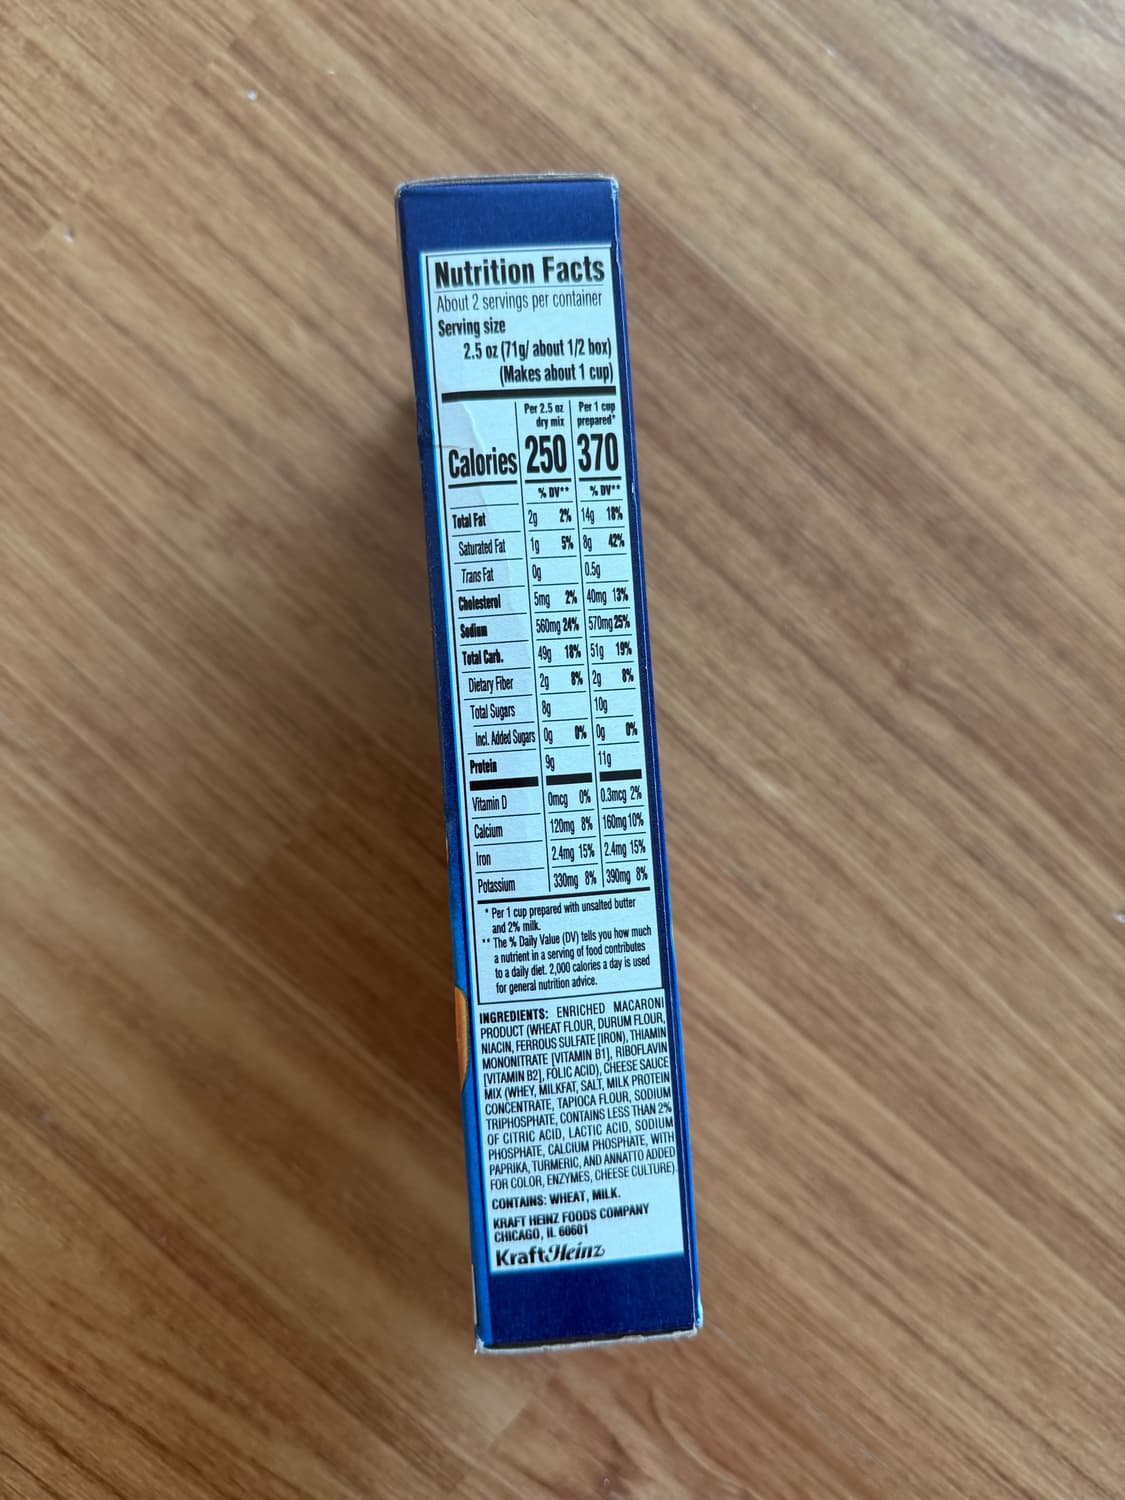 Nutrition Facts
About 2 servings per container
Serving size
2.5 oz (71g/ about 1/2 box)
(Makes about 1 cup)
Per 2.5 oz dry mix Per 1 cup prepared*
Calories 250 370
% DV** % DV**
Total Fat 2g 2% 14g 18%
Saturated Fat 1g 5% 8g 42%
Trans Fat 0g 0.5g
Cholesterol 5mg 2% 40mg 13%
Sodium 560mg 24% 570mg 25%
Total Carb. 49g 18% 51g 19%
Dietary Fiber 2g 8% 2g 8%
Total Sugars 8g 10g
Incl. Added Sugars 0g 0% 0g 0%
Protein 9g 11g
Vitamin D 0mcg 0% 0.3mcg 2%
Calcium 120mg 8% 160mg 10%
Iron 2.4mg 15% 2.4mg 15%
Potassium 330mg 8% 390mg 8%
* Per 1 cup prepared with unsalted butter
and 2% milk.
** The % Daily Value (DV) tells you how much
a nutrient in a serving of food contributes
to a daily diet. 2,000 calories a day is used
for general nutrition advice.
INGREDIENTS: ENRICHED MACARONI
PRODUCT (WHEAT FLOUR, DURUM FLOUR,
NIACIN, FERROUS SULFATE [IRON), THIAMIN
MONONITRATE [VITAMIN B1], RIBOFLAVIN
[VITAMIN B2], FOLIC ACID), CHEESE SAUCE
MIX (WHEY, MILKFAT, SALT, MILK PROTEIN
CONCENTRATE, TAPIOCA FLOUR, SODIUM
TRIPHOSPHATE, CONTAINS LESS THAN 2%
OF CITRIC ACID, LACTIC ACID, SODIUM
PHOSPHATE, CALCIUM PHOSPHATE, WITH
PAPRIKA, TURMERIC, AND ANNATTO ADDED
FOR COLOR, ENZYMES, CHEESE CULTURE).
CONTAINS: WHEAT, MILK.
KRAFT HEINZ FOODS COMPANY
CHICAGO, IL 60601
KraftHeinz